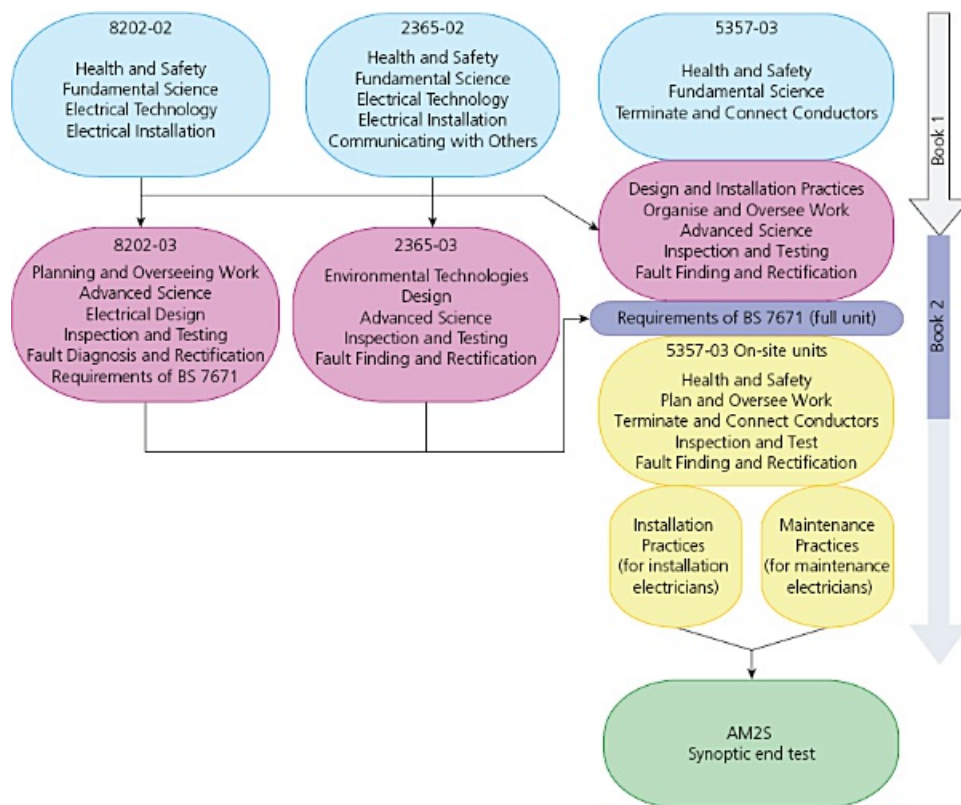 8202-02
Health and Safety
Fundamental Science
Electrical Technology
Electrical Installation
2365-02
Health and Safety
Fundamental Science
Electrical Technology
Electrical Installation
Communicating with Others
5357-03
Health and Safety
Fundamental Science
Terminate and Connect Conductors
Book 1
8202-03
Planning and Overseeing Work
Advanced Science
Electrical Design
Inspection and Testing
Fault Diagnosis and Rectification
Requirements of BS 7671
2365-03
Environmental Technologies
Design
Advanced Science
Inspection and Testing
Fault Finding and Rectification
Design and Installation Practices
Organise and Oversee Work
Advanced Science
Inspection and Testing
Fault Finding and Rectification
Requirements of BS 7671 (full unit)
Book 2
5357-03 On-site units
Health and Safety
Plan and Oversee Work
Terminate and Connect Conductors
Inspection and Test
Fault Finding and Rectification
Installation
Practices
(for installation
electricians)
Maintenance
Practices
(for maintenance
electricians)
AM2S
Synoptic end test